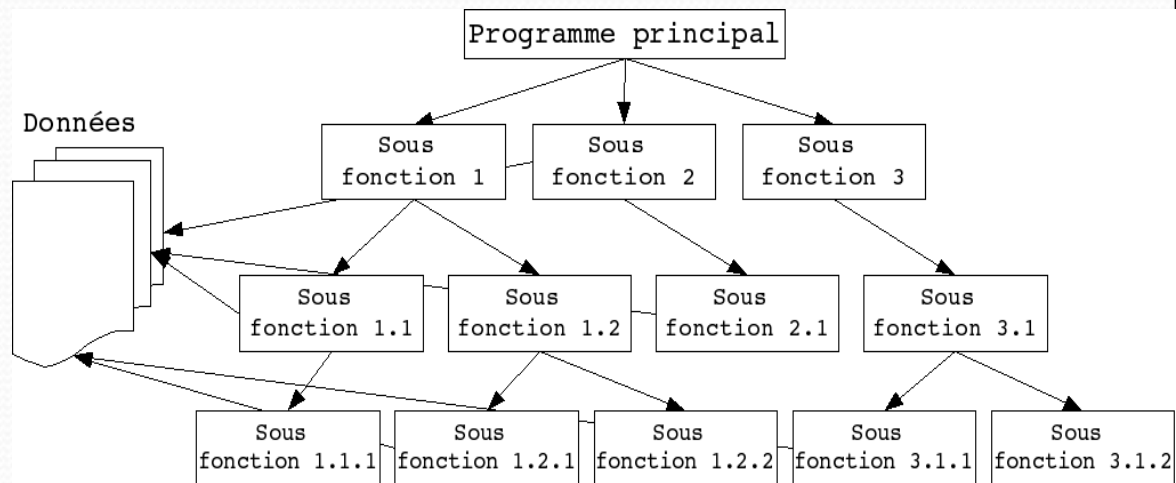 Programme principal
Données
Sous
fonction 1
Sous
fonction 2
Sous
fonction 3
Sous
fonction 1.1
Sous
fonction 1.2
Sous
fonction 2.1
Sous
fonction 3.1
Sous
fonction 1.1.1
Sous
fonction 1.2.1
Sous
fonction 1.2.2
Sous
fonction 3.1.1
Sous
fonction 3.1.2